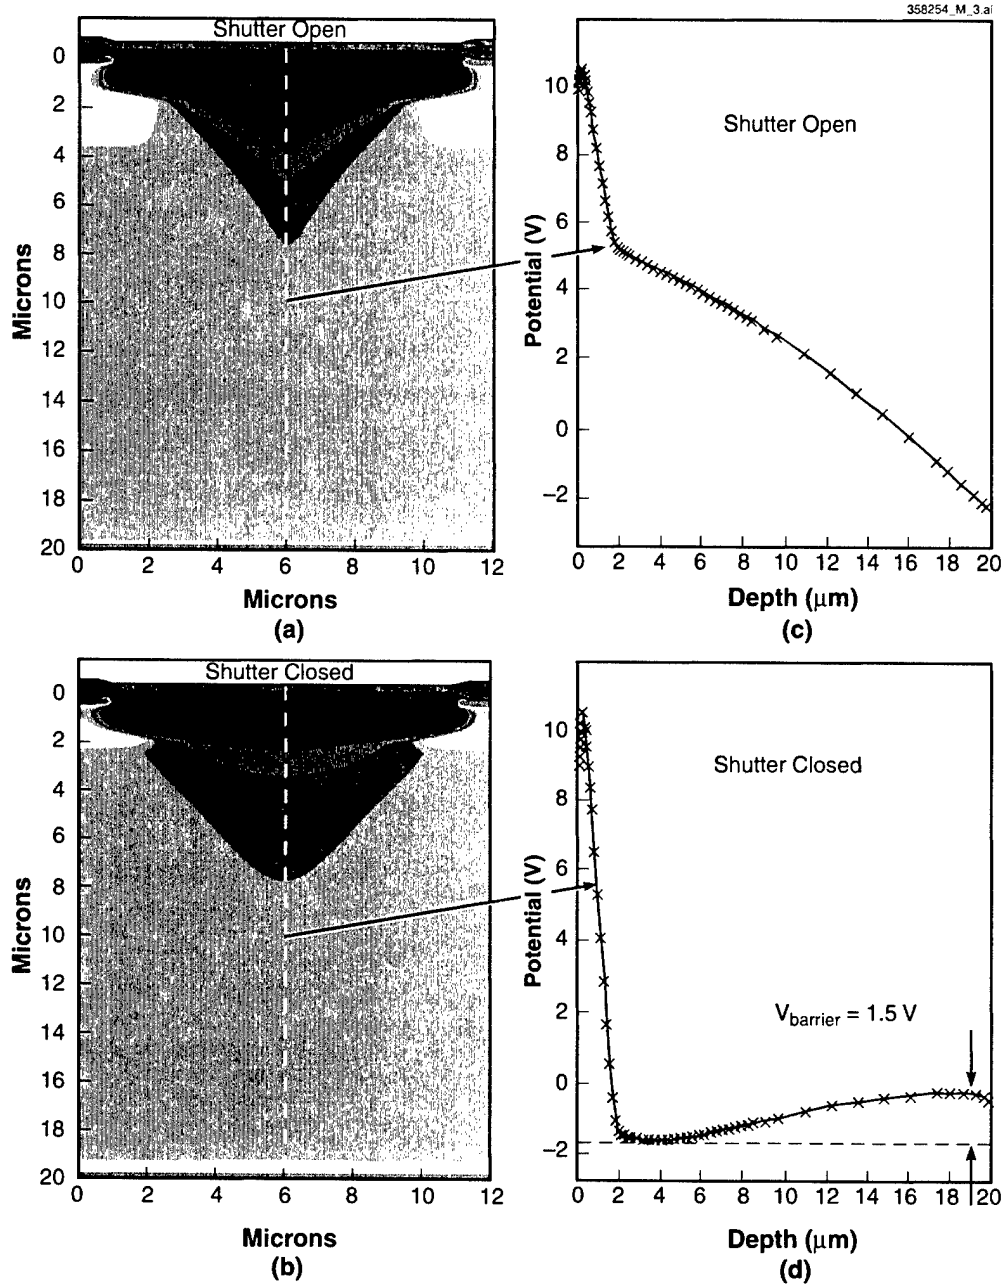 358254_M_3.ai
Shutter Open
0
2
4
6
8
10
12
14
16
18
20
Microns
0 2 4 6 8 10 12
Microns
(a)
10
8
6
4
2
0
−2
Potential (V)
Shutter Open
0 2 4 6 8 10 12 14 16 18 20
Depth (μm)
(c)
Shutter Closed
0
2
4
6
8
10
12
14
16
18
20
Microns
0 2 4 6 8 10 12
Microns
(b)
10
8
6
4
2
0
−2
Potential (V)
Shutter Closed
Vbarrier = 1.5 V
0 2 4 6 8 10 12 14 16 18 20
Depth (μm)
(d)